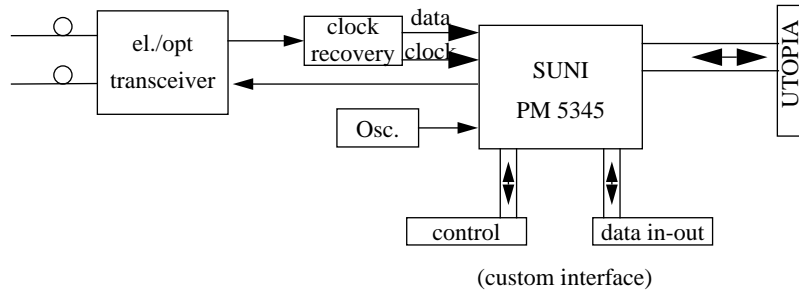 el./opt
transceiver
clock
recovery
data
clock
SUNI
PM 5345
UTOPIA
Osc.
control
data in-out
(custom interface)